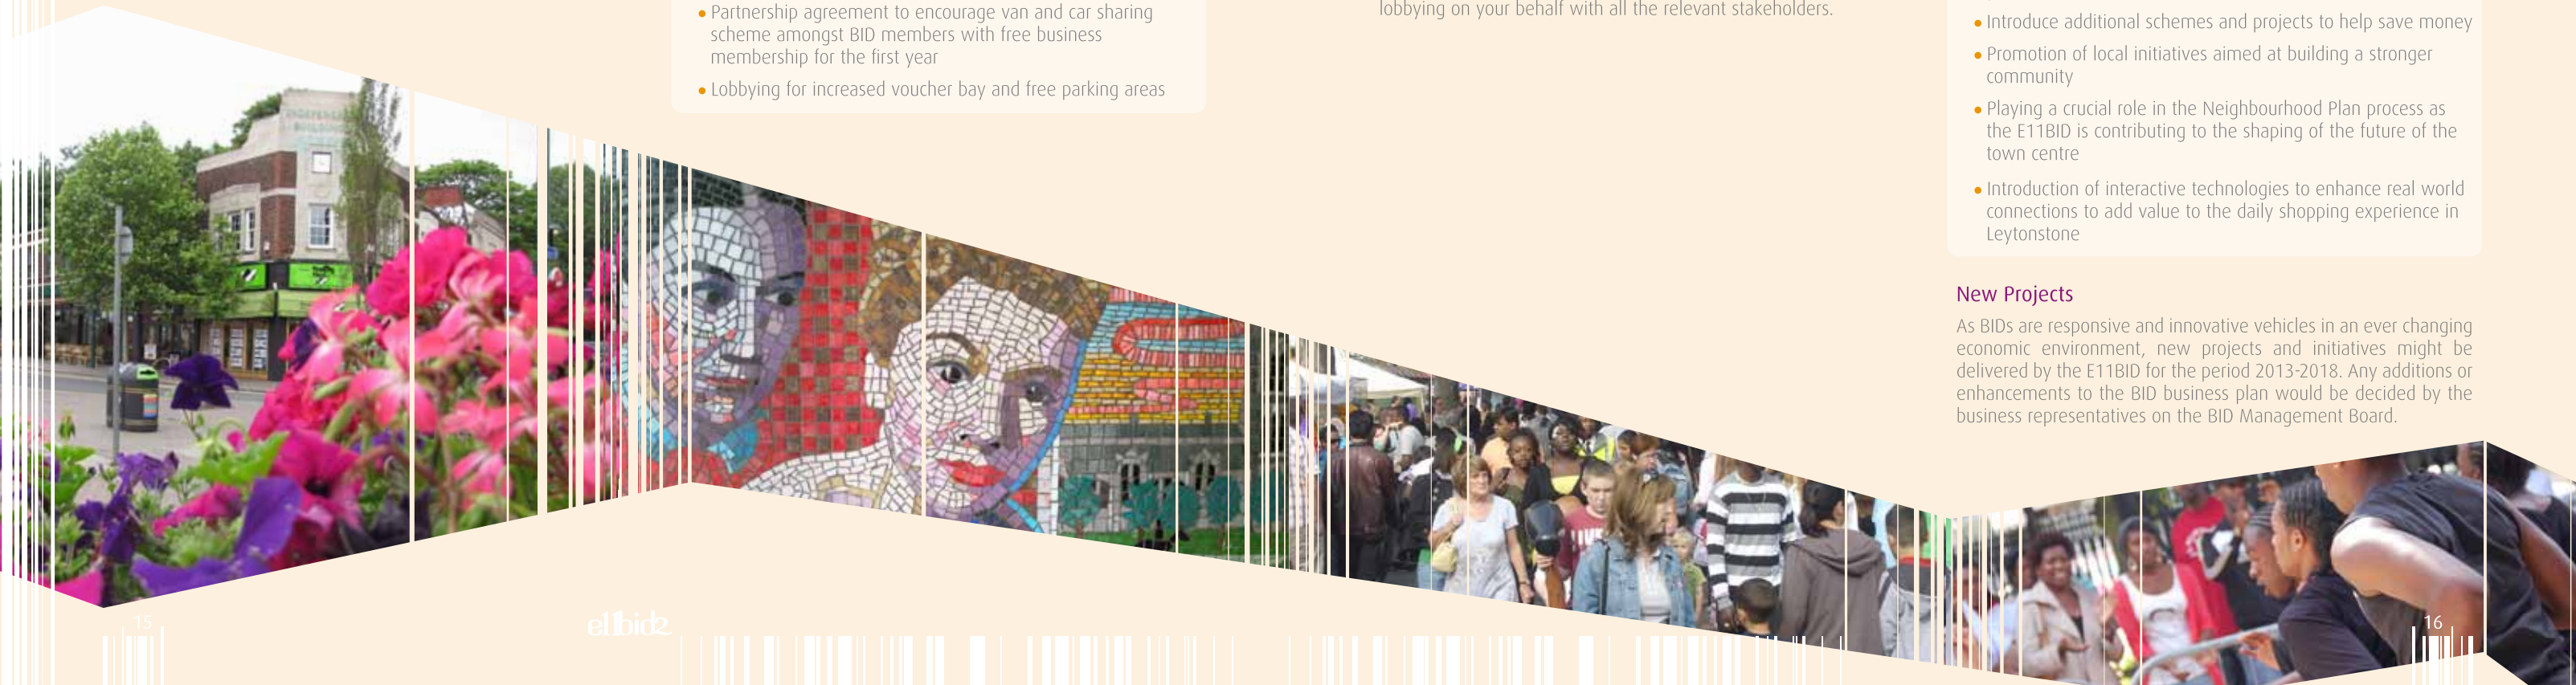 Partnership agreement to encourage van and car sharing
scheme amongst BID members with free business
membership for the first year
Lobbying for increased voucher bay and free parking areas
lobbying on your behalf with all the relevant stakeholders.
Introduce additional schemes and projects to help save money
Promotion of local initiatives aimed at building a stronger
community
Playing a crucial role in the Neighbourhood Plan process as
the E11BID is contributing to the shaping of the future of the
town centre
Introduction of interactive technologies to enhance real world
connections to add value to the daily shopping experience in
Leytonstone
New Projects
As BIDs are responsive and innovative vehicles in an ever changing
economic environment, new projects and initiatives might be
delivered by the E11BID for the period 2013-2018. Any additions or
enhancements to the BID business plan would be decided by the
business representatives on the BID Management Board.
15
e11bid2
16